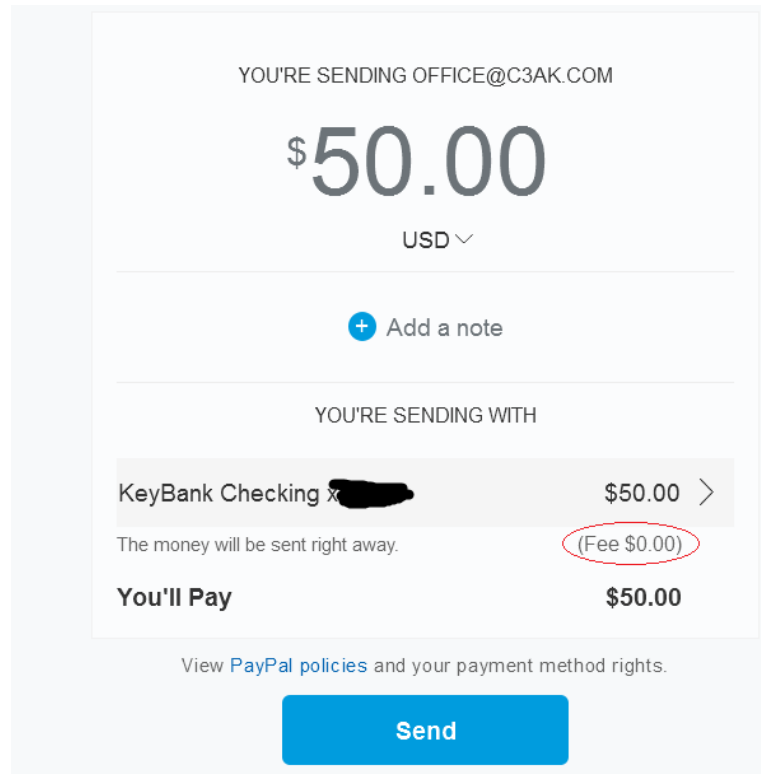 YOU'RE SENDING OFFICE@C3AK.COM
$50.00
USD
Add a note
YOU'RE SENDING WITH
KeyBank Checking x $50.00
The money will be sent right away. (Fee $0.00)
You'll Pay $50.00
View PayPal policies and your payment method rights.
Send